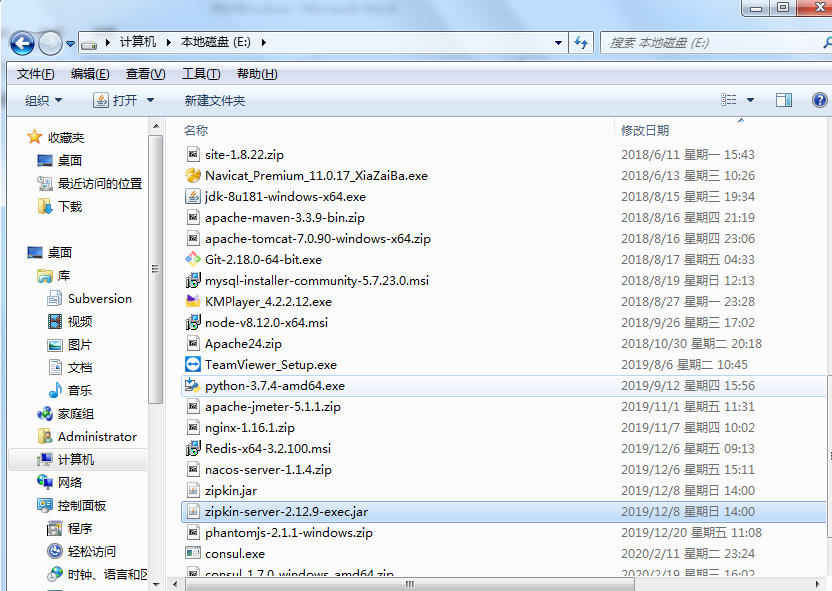 计算机 本地磁盘 (E:) 搜索 本地磁盘 (E:)
文件(F) 编辑(E) 查看(V) 工具(T) 帮助(H)
组织 打开 新建文件夹
收藏夹
桌面
最近访问的位置
下载
桌面
库
Subversion
视频
图片
文档
音乐
家庭组
Administrator
计算机
网络
控制面板
程序
轻松访问
时钟、语言和区
名称 修改日期
site-1.8.22.zip 2018/6/11 星期一 15:43
Navicat_Premium_11.0.17_XiaZaiBa.exe 2018/6/13 星期三 10:26
jdk-8u181-windows-x64.exe 2018/8/15 星期三 19:34
apache-maven-3.3.9-bin.zip 2018/8/16 星期四 21:19
apache-tomcat-7.0.90-windows-x64.zip 2018/8/16 星期四 23:06
Git-2.18.0-64-bit.exe 2018/8/17 星期五 04:33
mysql-installer-community-5.7.23.0.msi 2018/8/19 星期日 12:13
KMPlayer_4.2.2.12.exe 2018/8/27 星期一 23:28
node-v8.12.0-x64.msi 2018/9/26 星期三 17:02
Apache24.zip 2018/10/30 星期二 20:18
TeamViewer_Setup.exe 2019/8/6 星期二 10:45
python-3.7.4-amd64.exe 2019/9/12 星期四 15:56
apache-jmeter-5.1.1.zip 2019/11/1 星期五 11:31
nginx-1.16.1.zip 2019/11/7 星期四 10:02
Redis-x64-3.2.100.msi 2019/12/6 星期五 09:13
nacos-server-1.1.4.zip 2019/12/6 星期五 15:11
zipkin.jar 2019/12/8 星期日 14:00
zipkin-server-2.12.9-exec.jar 2019/12/8 星期日 14:00
phantomjs-2.1.1-windows.zip 2019/12/20 星期五 11:08
consul.exe 2020/2/11 星期二 23:24
consul_1.7.0_windows_amd64.zip 2020/2/19 星期三 16:02